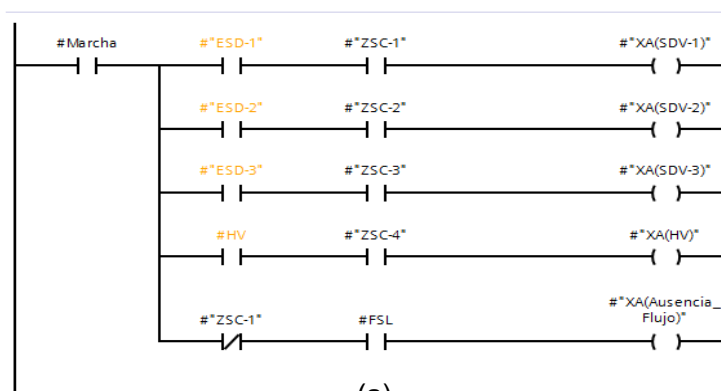 #Marcha #"ESD-1" #"ZSC-1" #"XA(SDV-1)"
#"ESD-2" #"ZSC-2" #"XA(SDV-2)"
#"ESD-3" #"ZSC-3" #"XA(SDV-3)"
#HV #"ZSC-4" #"XA(HV)"
#"ZSC-1" #FSL #"XA(Ausencia_
Flujo)"